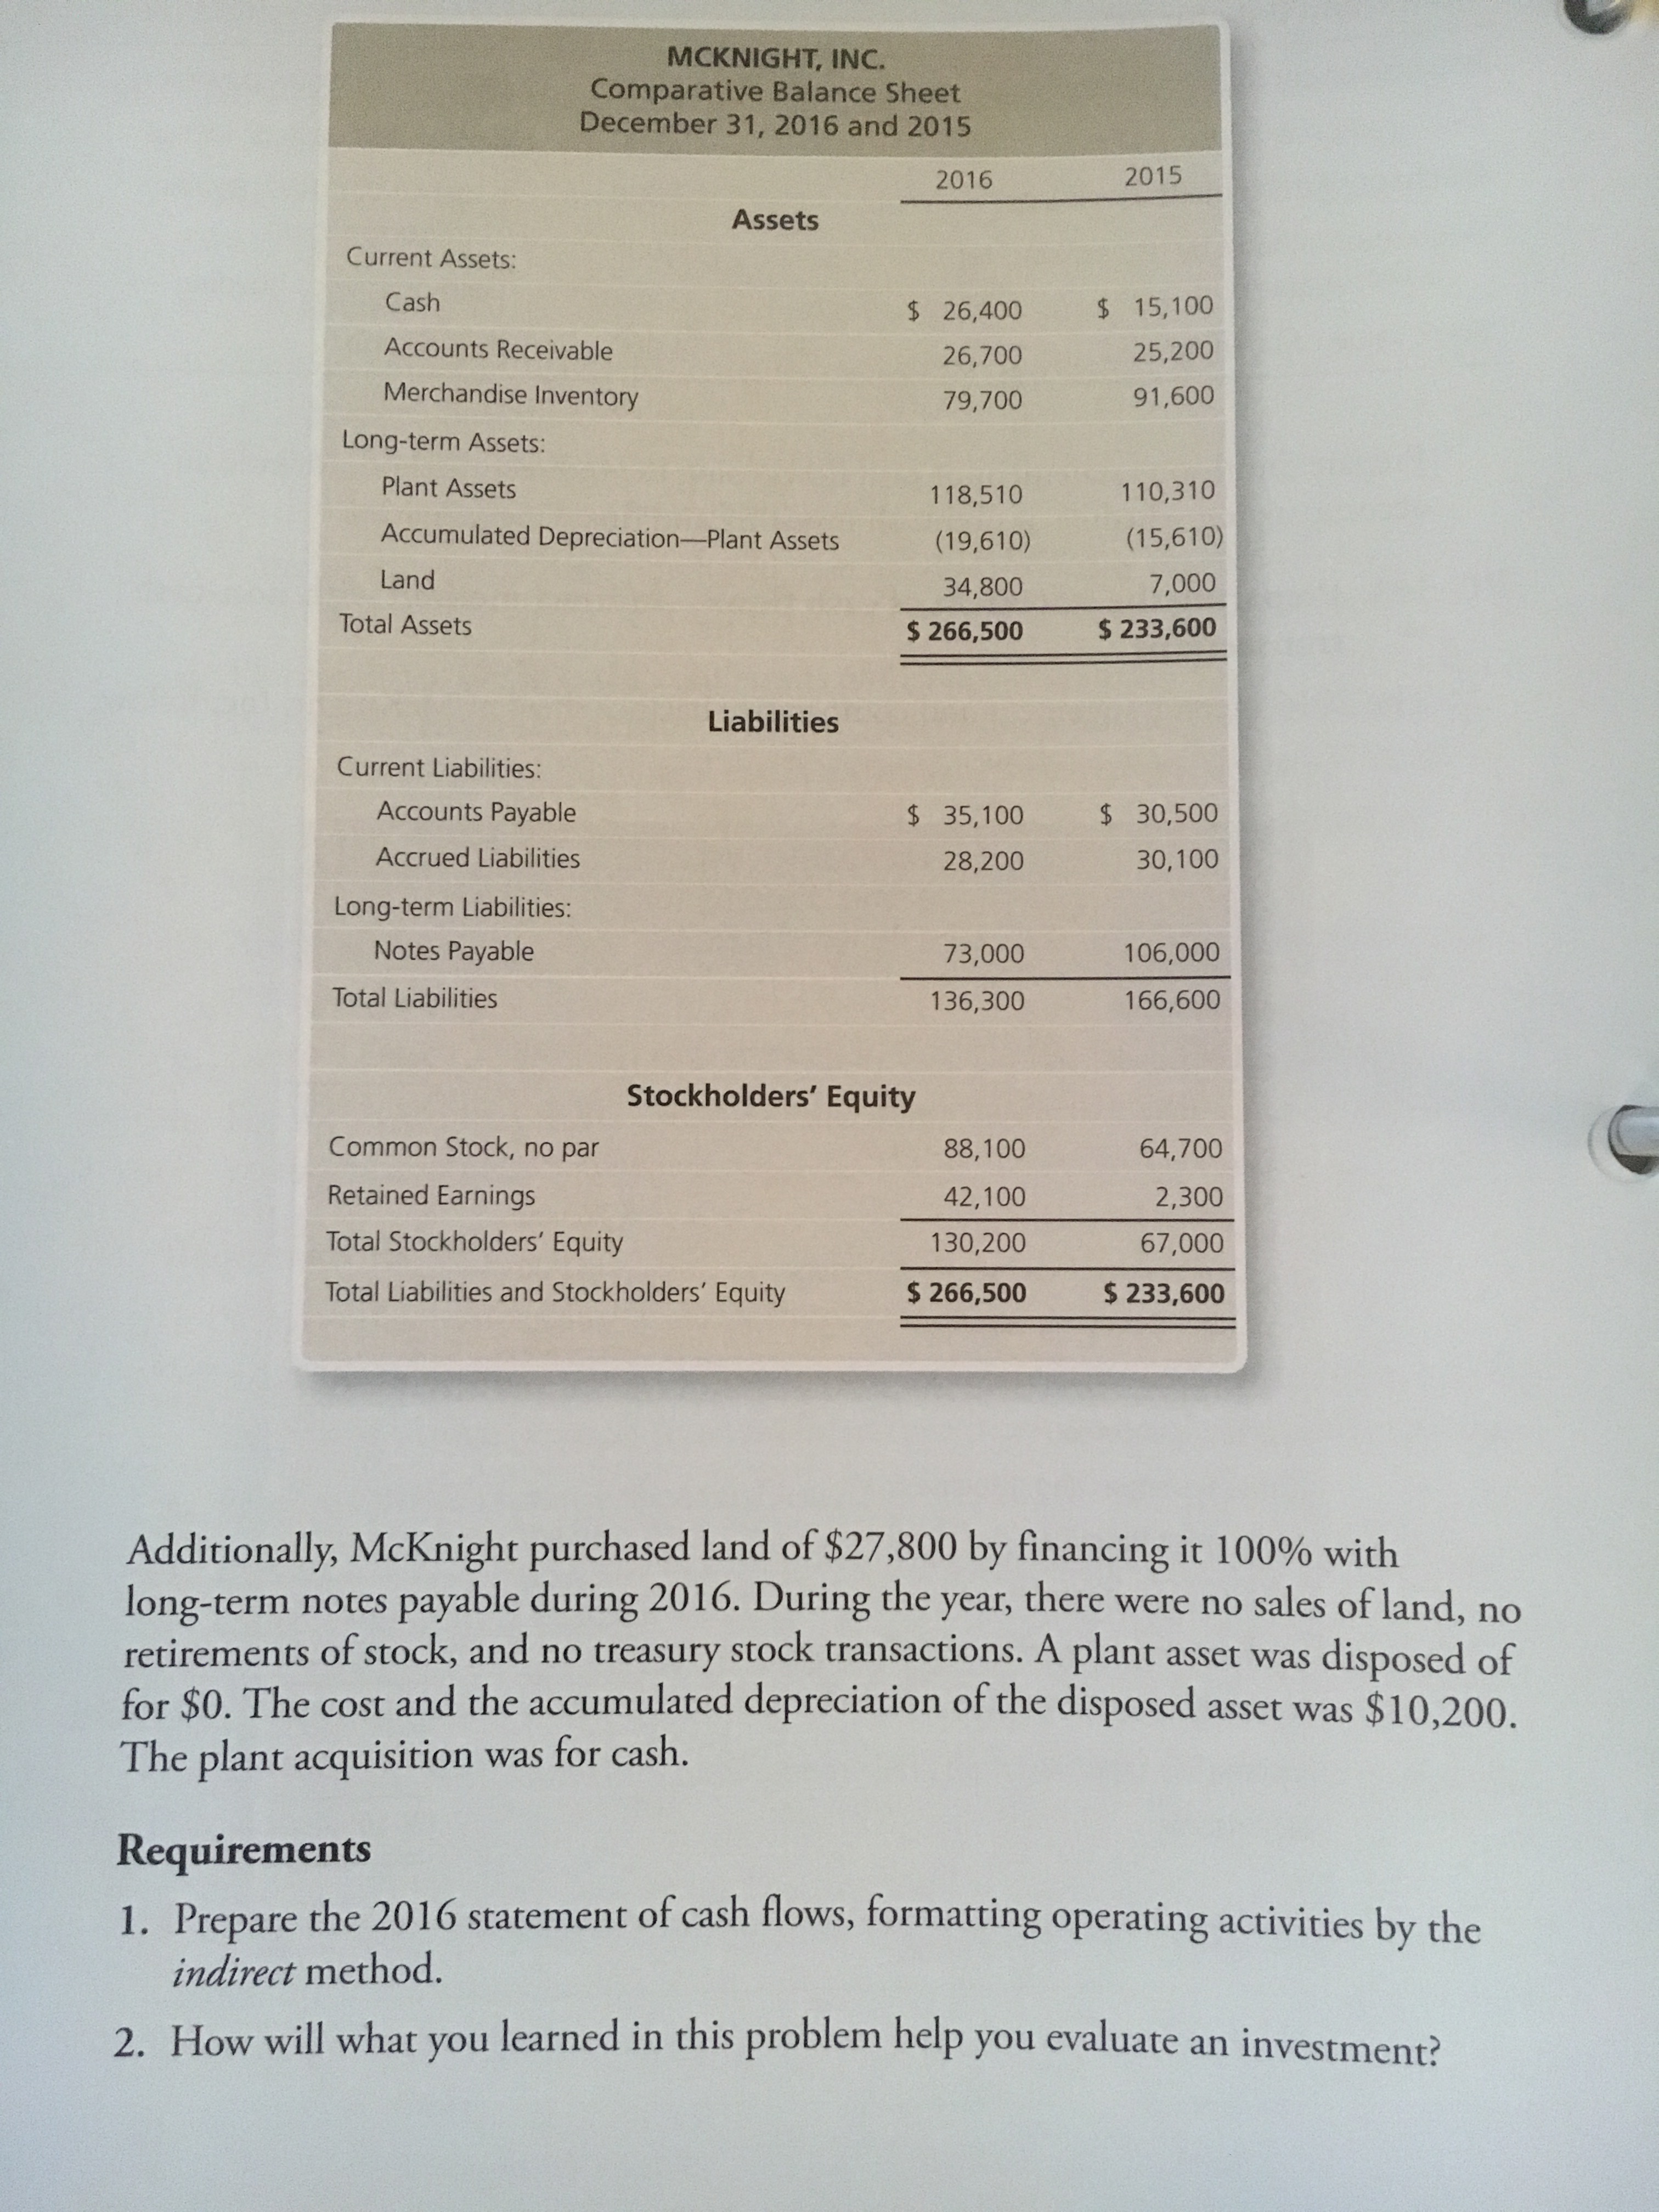 MCKNIGHT, INC.
Comparative Balance Sheet
December 31, 2016 and 2015
2016 2015
Assets
Current Assets:
Cash $ 26,400 $ 15,100
Accounts Receivable 26,700 25,200
Merchandise Inventory 79,700 91,600
Long-term Assets:
Plant Assets 118,510 110,310
Accumulated Depreciation—Plant Assets (19,610) (15,610)
Land 34,800 7,000
Total Assets $ 266,500 $ 233,600
Liabilities
Current Liabilities:
Accounts Payable $ 35,100 $ 30,500
Accrued Liabilities 28,200 30,100
Long-term Liabilities:
Notes Payable 73,000 106,000
Total Liabilities 136,300 166,600
Stockholders’ Equity
Common Stock, no par 88,100 64,700
Retained Earnings 42,100 2,300
Total Stockholders’ Equity 130,200 67,000
Total Liabilities and Stockholders’ Equity $ 266,500 $ 233,600
Additionally, McKnight purchased land of $27,800 by financing it 100% with
long-term notes payable during 2016. During the year, there were no sales of land, no
retirements of stock, and no treasury stock transactions. A plant asset was disposed of
for $0. The cost and the accumulated depreciation of the disposed asset was $10,200.
The plant acquisition was for cash.
Requirements
1. Prepare the 2016 statement of cash flows, formatting operating activities by the
indirect method.
2. How will what you learned in this problem help you evaluate an investment?